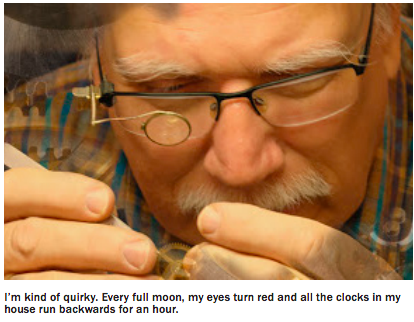 I'm kind of quirky. Every full moon, my eyes turn red and all the clocks in my
house run backwards for an hour.